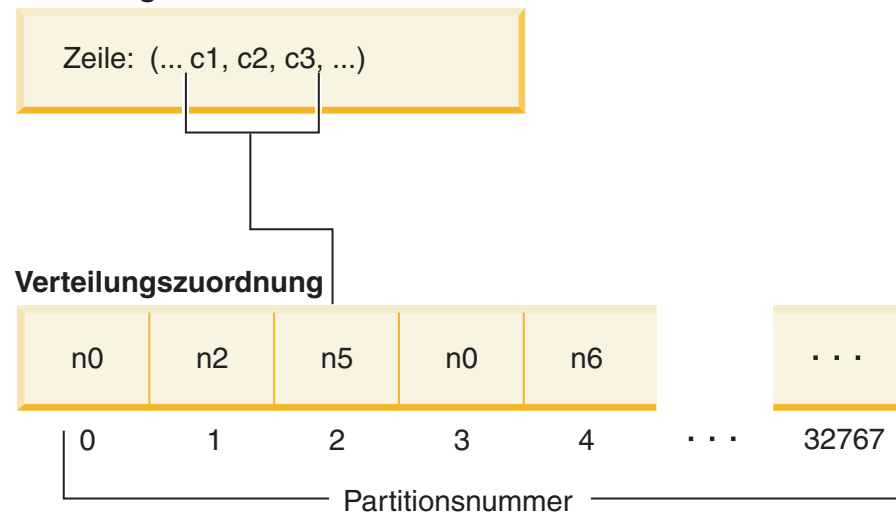 Zeile: (... c1, c2, c3, ...)
Verteilungszuordnung
n0 n2 n5 n0 n6 . . .
0 1 2 3 4 . . . 32767
Partitionsnummer